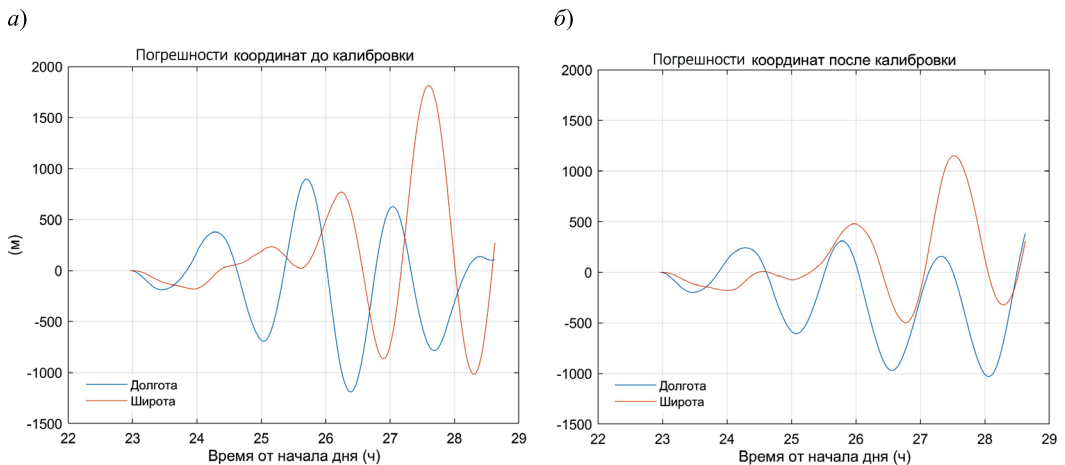 а)
Погрешности координат до калибровки
2000
1500
1000
500
0
-500
-1000
-1500
(м)
Долгота
Широта
22 23 24 25 26 27 28 29
Время от начала дня (ч)
б)
Погрешности координат после калибровки
2000
1500
1000
500
0
-500
-1000
-1500
Долгота
Широта
22 23 24 25 26 27 28 29
Время от начала дня (ч)